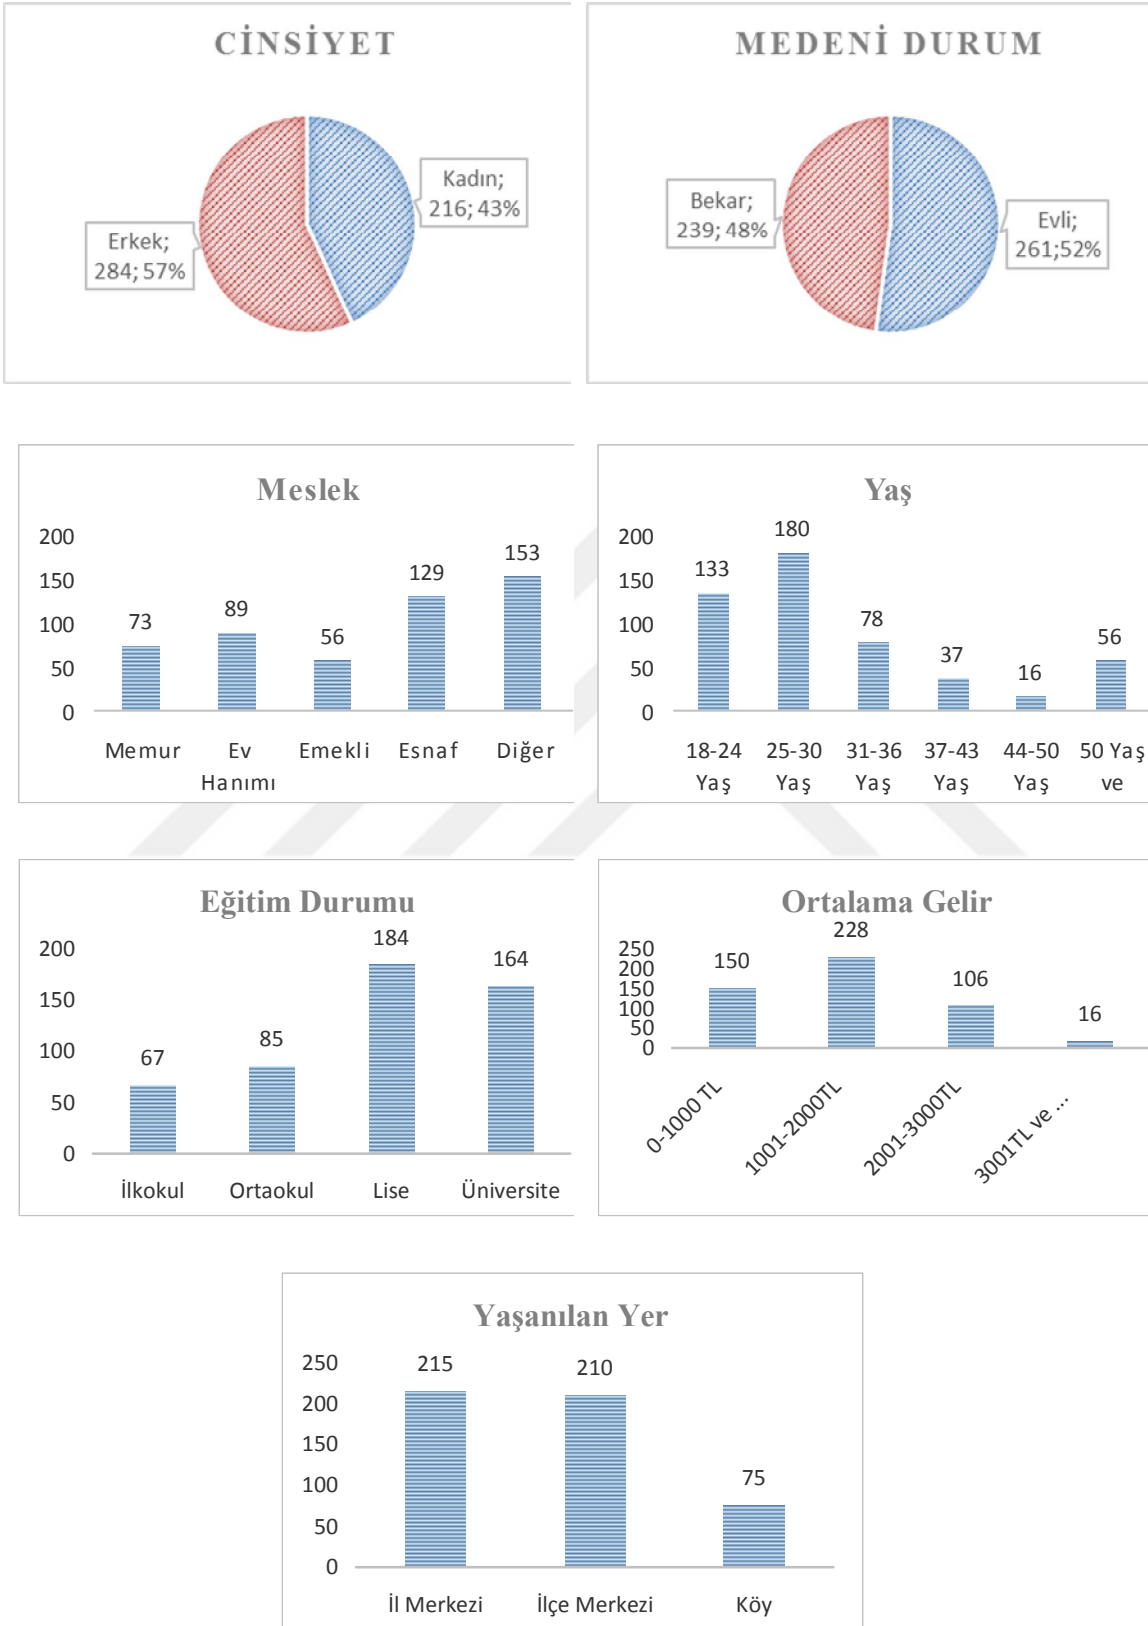 CİNSİYET
Kadın;
216; 43%
Erkek;
284; 57%
MEDENİ DURUM
Bekar;
239; 48%
Evli;
261;52%
Meslek
200
150
100
50
0
73
89
56
129
153
Memur
Ev
Hanımı
Emekli
Esnaf
Diğer
Yaş
200
150
100
50
0
133
180
78
37
16
56
18-24
Yaş
25-30
Yaş
31-36
Yaş
37-43
Yaş
44-50
Yaş
50 Yaş
ve
Eğitim Durumu
200
150
100
50
0
67
85
184
164
İlkokul
Ortaokul
Lise
Üniversite
Ortalama Gelir
250
200
150
100
50
0
150
228
106
16
0-1000 TL
1001-2000TL
2001-3000TL
3001TL ve ...
Yaşanılan Yer
250
200
150
100
50
0
215
210
75
İl Merkezi
İlçe Merkezi
Köy